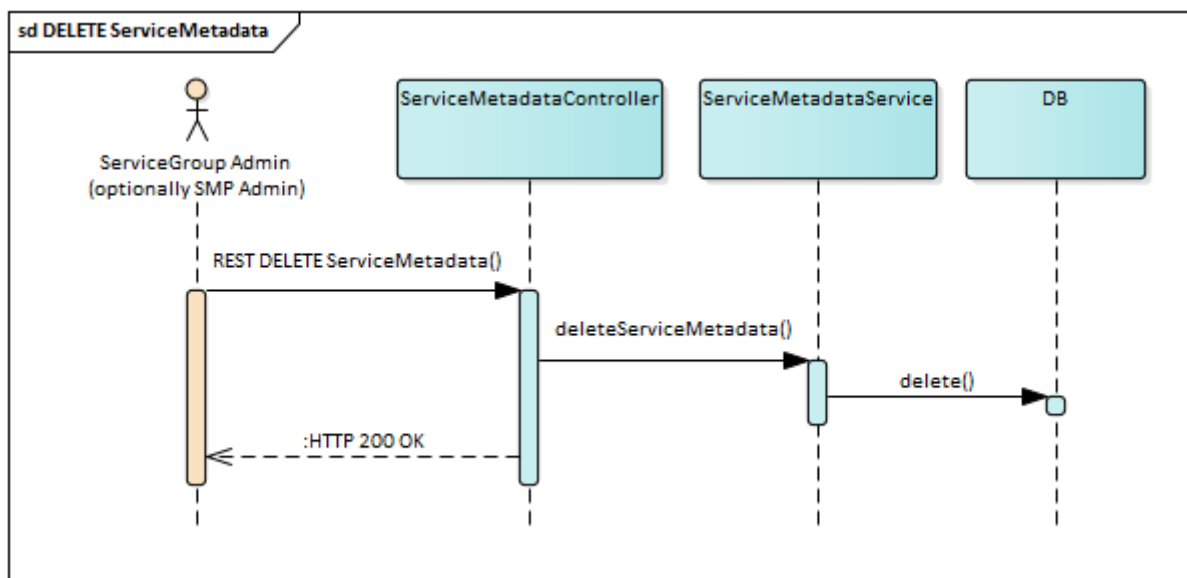 sd DELETE ServiceMetadata
ServiceMetadataController
ServiceMetadataService
DB
ServiceGroup Admin
(optionally SMP Admin)
REST DELETE ServiceMetadata()
deleteServiceMetadata()
delete()
:HTTP 200 OK